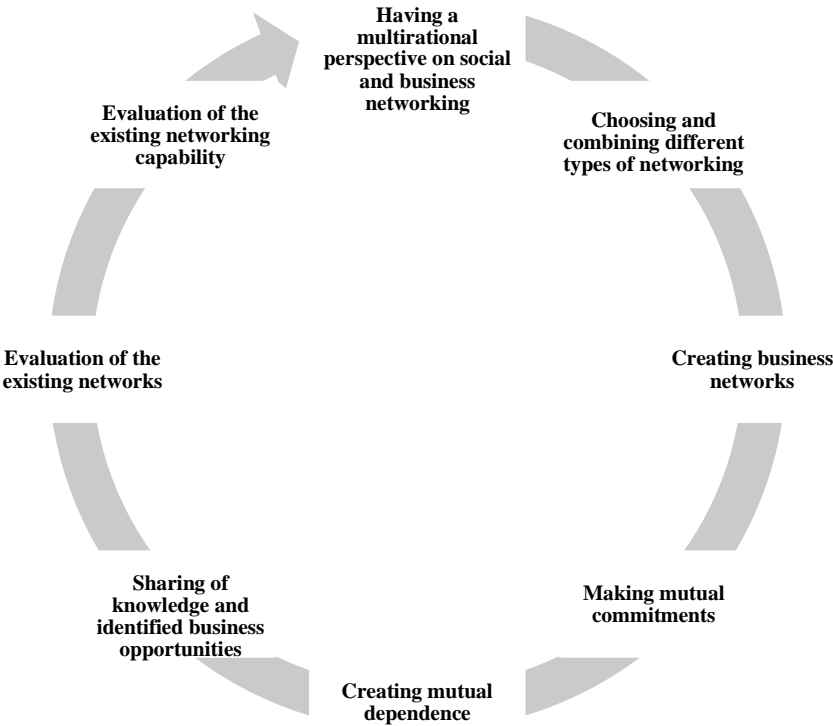 Having a
multirational
perspective on social
and business
networking
Choosing and
combining different
types of networking
Creating business
networks
Making mutual
commitments
Creating mutual
dependence
Sharing of
knowledge and
identified business
opportunities
Evaluation of the
existing networks
Evaluation of the
existing networking
capability